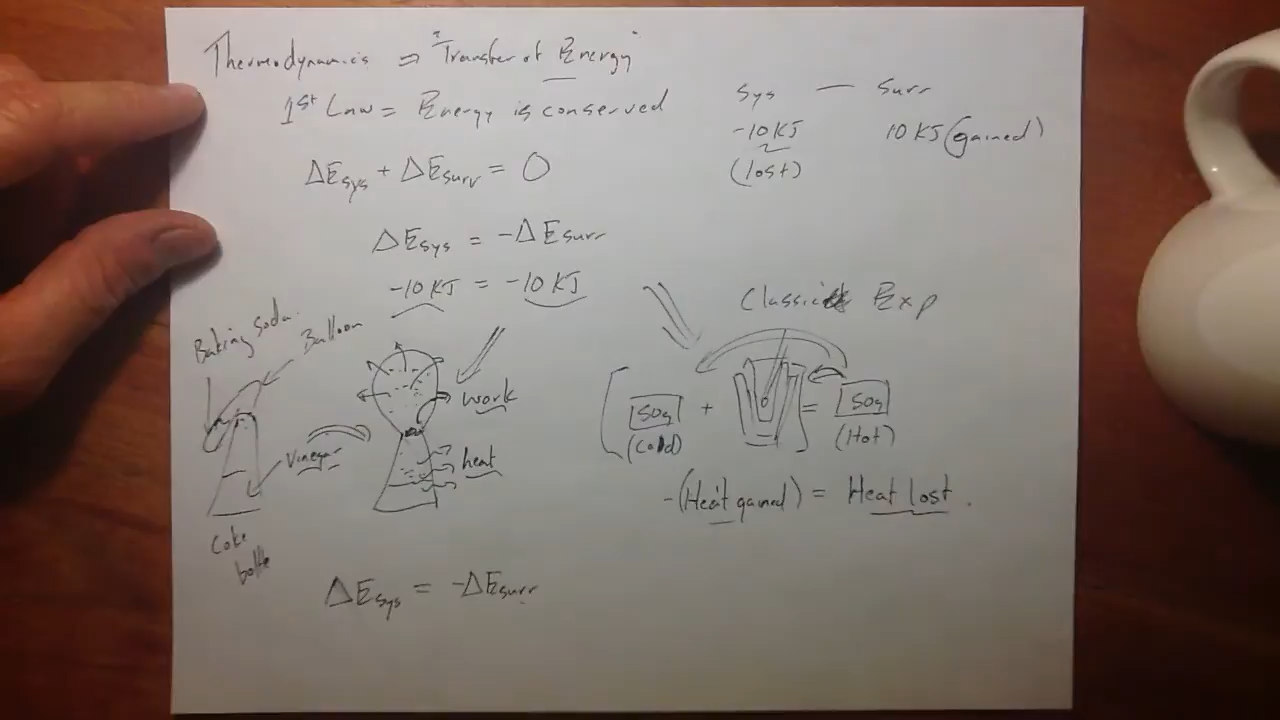 Thermodynamics ⇒ "Transfer of Energy"
1st Law = Energy is conserved
Sys — Surr
-10 KJ 10 KJ (gained)
(lost)
ΔEsys + ΔEsurr = 0
ΔEsys = -ΔEsurr
-10 KJ = -10 KJ
Baking Soda
Balloon
Vinegar
Coke
bottle
work
heat
Exp
[50g + ] = 50g
(Cold) (Hot)
-(Heat gained) = Heat lost.
ΔEsys = -ΔEsurr